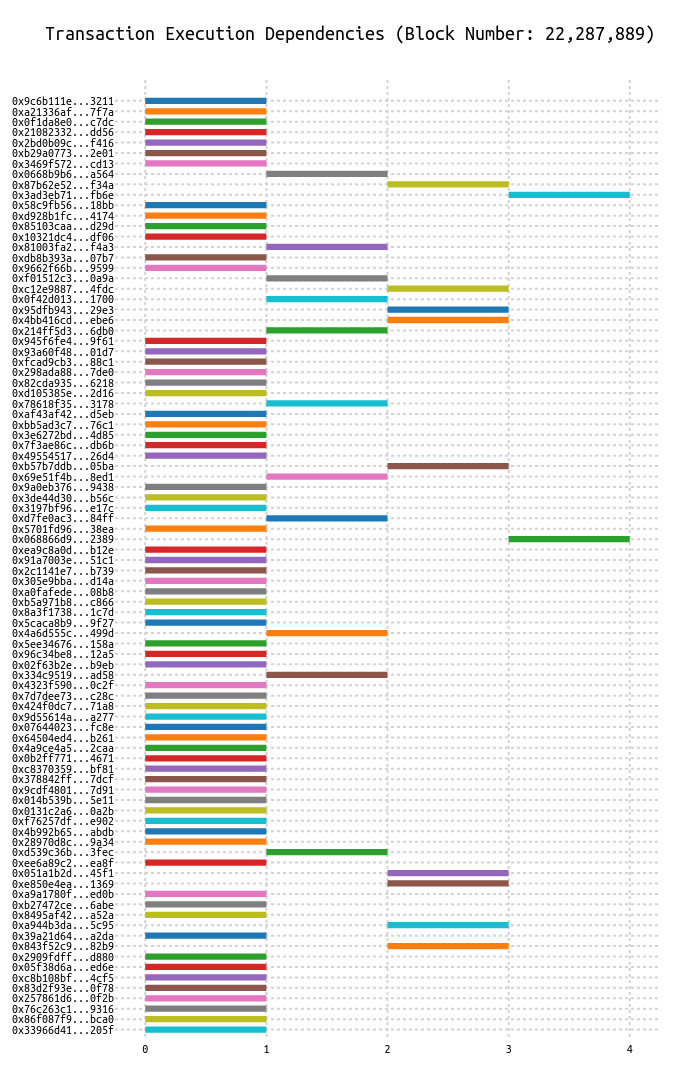 Transaction Execution Dependencies (Block Number: 22,287,889)
0x9c6b111e...3211
0xa21336af...7f7a
0x0f1da8e0...c7dc
0x21082332...dd56
0x2bd0b09c...f416
0xb29a0773...2e01
0x3469f572...cd13
0x0668b9b6...a564
0x87b62e52...f34a
0x3ad3eb71...fb6e
0x58c9fb56...18bb
0xd928b1fc...4174
0x85103caa...d29d
0x10321dc4...df06
0x81003fa2...f4a3
0xdb8b393a...07b7
0x9662f66b...9599
0xf01512c3...0a9a
0xc12e9887...4fdc
0x0f42d013...1700
0x95dfb943...29e3
0x4bb416cd...ebe6
0x214ff5d3...6db0
0x945f6fe4...9f61
0x93a60f48...01d7
0xfcad9cb3...88c1
0x298ada88...7de0
0x82cda935...6218
0xd105385e...2d16
0x78618f35...3178
0xaf43af42...d5eb
0xbb5ad3c7...76c1
0x3e6272bd...4d85
0x7f3ae86c...db6b
0x49554517...26d4
0xb57b7ddb...05ba
0x69e51f4b...8ed1
0x9a0eb376...9438
0x3de44d30...b56c
0x3197bf96...e17c
0xd7fe0ac3...84ff
0x5701fd96...38ea
0x068866d9...2389
0xea9c8a0d...b12e
0x91a7003e...51c1
0x2c1141e7...b739
0x305e9bba...d14a
0xa0fafede...08b8
0xb5a971b8...c866
0x8a3f1738...1c7d
0x5caca8b9...9f27
0x4a6d555c...499d
0x5ee34676...158a
0x96c34be8...12a5
0x02f63b2e...b9eb
0x334c9519...ad58
0x4323f590...0c2f
0x7d7dee73...c28c
0x424f0dc7...71a8
0x9d55614a...a277
0x07644023...fc8e
0x64504ed4...b261
0x4a9ce4a5...2caa
0x0b2ff771...4671
0xc8370359...bf81
0x378842ff...7dcf
0x9cdf4801...7d91
0x014b539b...5e11
0x0131c2a6...0a2b
0xf76257df...e902
0x4b992b65...abdb
0x28970d8c...9a34
0xd539c36b...3fec
0xee6a89c2...ea8f
0x051a1b2d...45f1
0xe850e4ea...1369
0xa9a1780f...ed0b
0xb27472ce...6abe
0x8495af42...a52a
0xa944b3da...5c95
0x39a21d64...a2da
0x843f52c9...82b9
0x2909fdff...d880
0x05f38d6a...ed6e
0xc8b108bf...4cf5
0x83d2f93e...0f78
0x257861d6...0f2b
0x76c263c1...9316
0x86f087f9...bca0
0x33966d41...205f
0 1 2 3 4